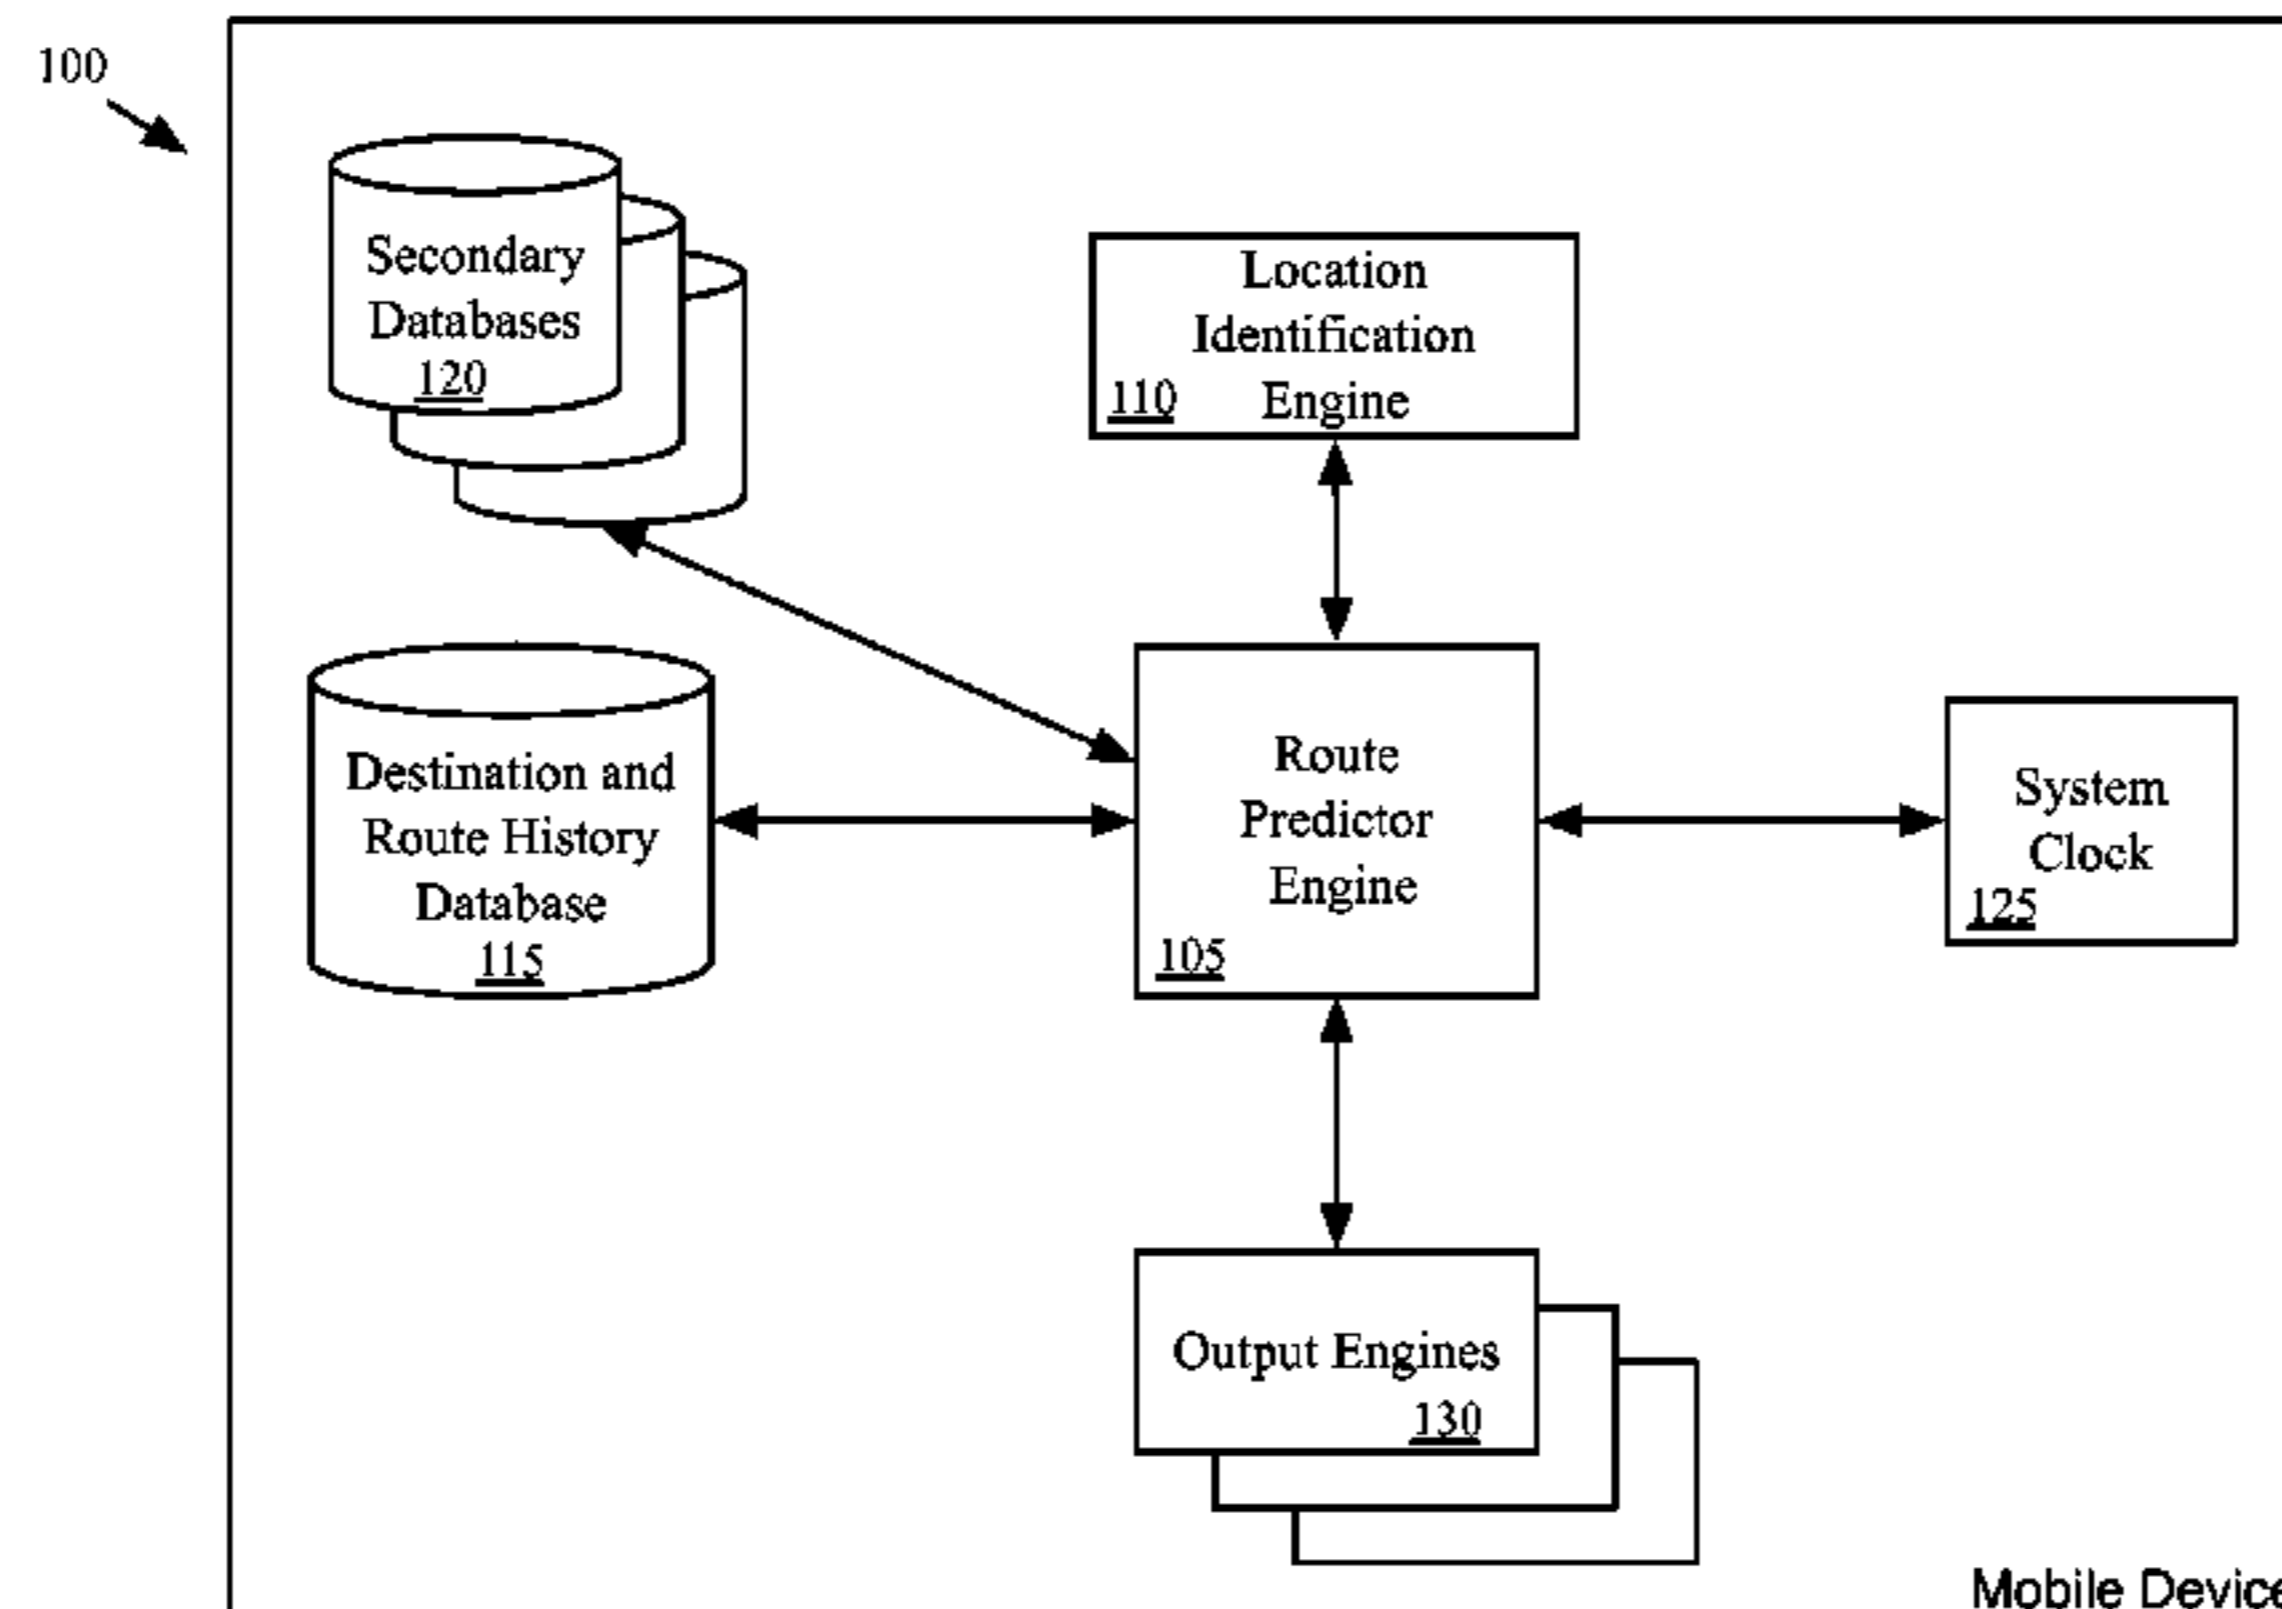 100
Secondary
Databases
120
Location
Identification
Engine
110
Destination and
Route History
Database
115
Route
Predictor
Engine
105
System
Clock
125
Output Engines
130
Mobile Device